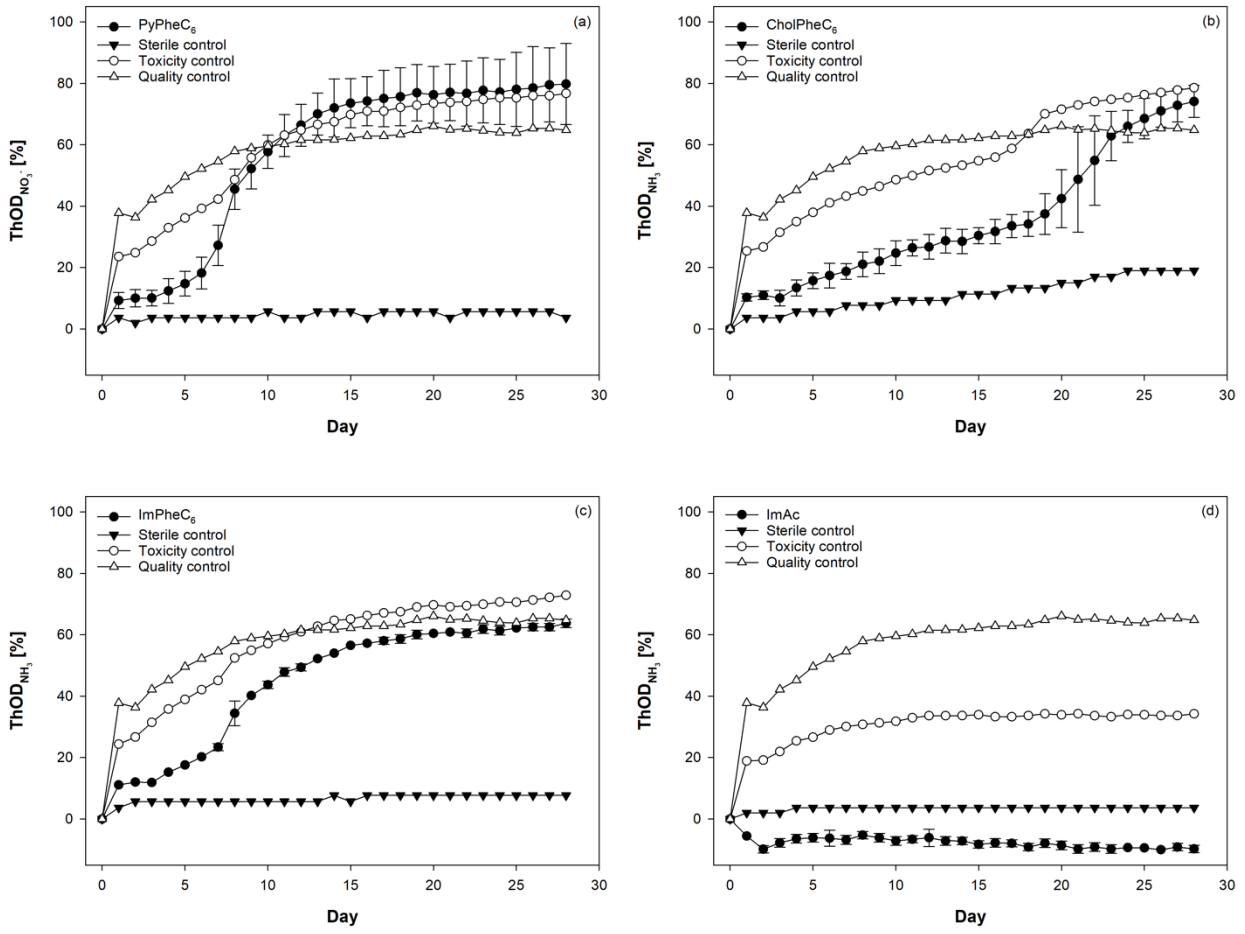 (a)
PyPheC₆
Sterile control
Toxicity control
Quality control
100
80
60
40
20
0
ThOD_NO₃- [%]
0 5 10 15 20 25 30
Day
(b)
CholPheC₆
Sterile control
Toxicity control
Quality control
100
80
60
40
20
0
ThOD_NH₃ [%]
0 5 10 15 20 25 30
Day
(c)
ImPheC₆
Sterile control
Toxicity control
Quality control
100
80
60
40
20
0
ThOD_NH₃ [%]
0 5 10 15 20 25 30
Day
(d)
ImAc
Sterile control
Toxicity control
Quality control
100
80
60
40
20
0
ThOD_NH₃ [%]
0 5 10 15 20 25 30
Day